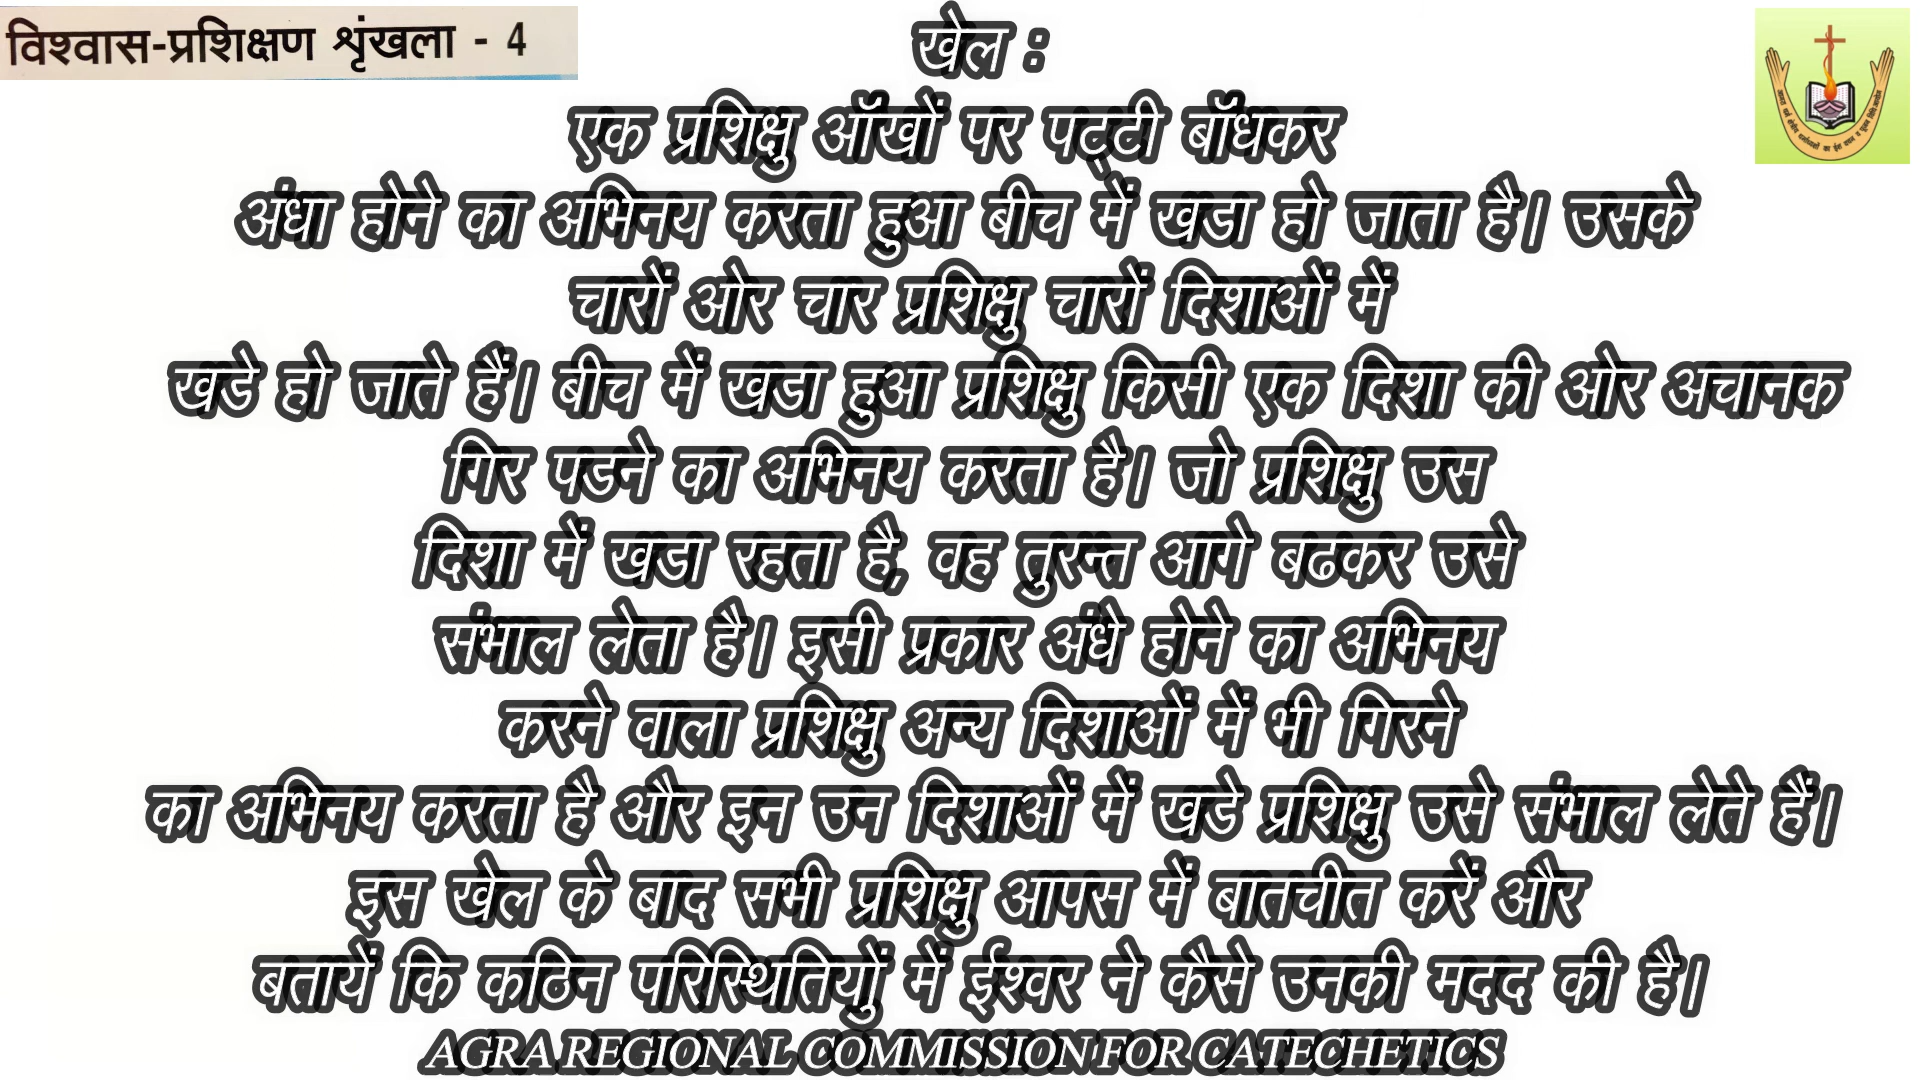 विश्वास-प्रशिक्षण श्रृंखला - 4
खेल :
एक प्रशिक्षु ऑखों पर पट्टी बॉधकर
अंधा होने का अभिनय करता हुआ बीच में खडा हो जाता है। उसके
चारों ओर चार प्रशिक्षु चारों दिशाओं में
खडे हो जाते हैं। बीच में खडा हुआ प्रशिक्षु किसी एक दिशा की ओर अचानक
गिर पडने का अभिनय करता है। जो प्रशिक्षु उस
दिशा में खडा रहता है, वह तुरन्त आगे बढकर उसे
संभाल लेता है। इसी प्रकार अंधे होने का अभिनय
करने वाला प्रशिक्षु अन्य दिशाओं में भी गिरने
का अभिनय करता है और इन उन दिशाओं में खडे प्रशिक्षु उसे संभाल लेते हैं।
इस खेल के बाद सभी प्रशिक्षु आपस में बातचीत करें और
बतायें कि कठिन परिस्थितियुों में ईश्वर ने कैसे उनकी मदद की है।
AGRA REGIONAL COMMISSION FOR CATECHETICS